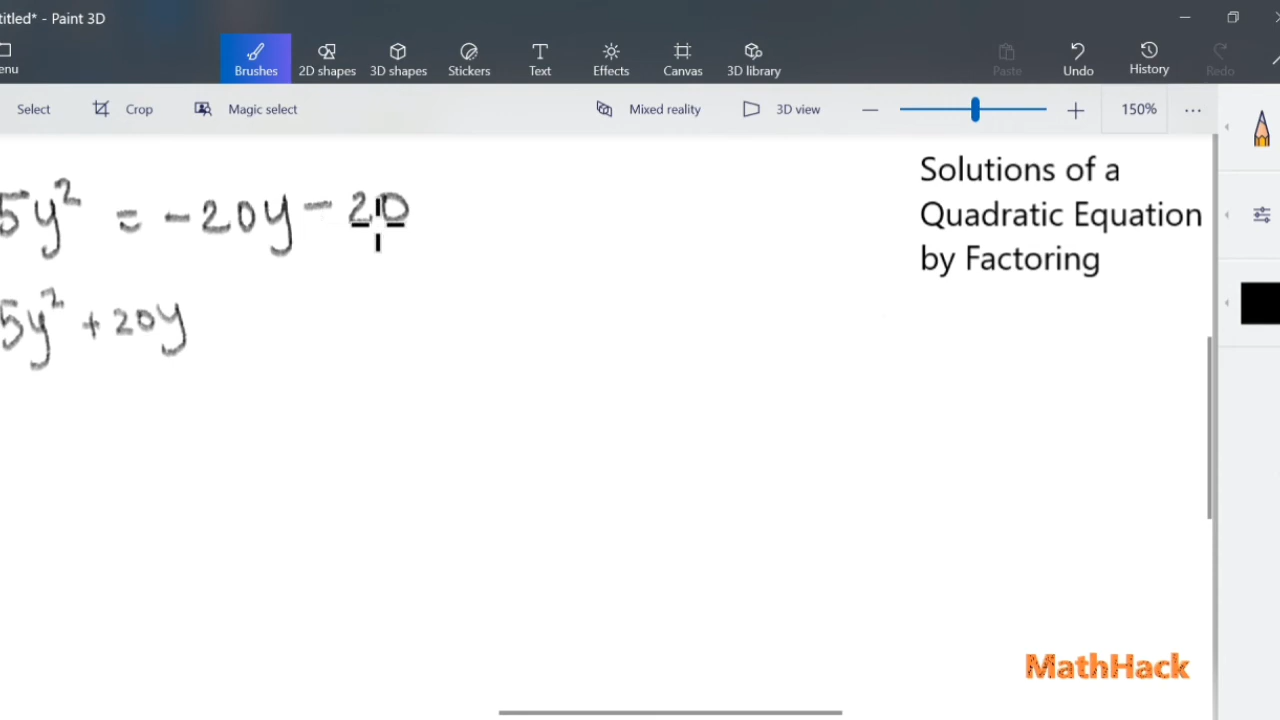 titled* - Paint 3D
enu
Brushes
2D shapes
3D shapes
Stickers
Text
Effects
Canvas
3D library
Paste
Undo
History
Redo
Select
Crop
Magic select
Mixed reality
3D view
150%
5y² = -20y - 20
5y² + 20y
Solutions of a
Quadratic Equation
by Factoring
MathHack